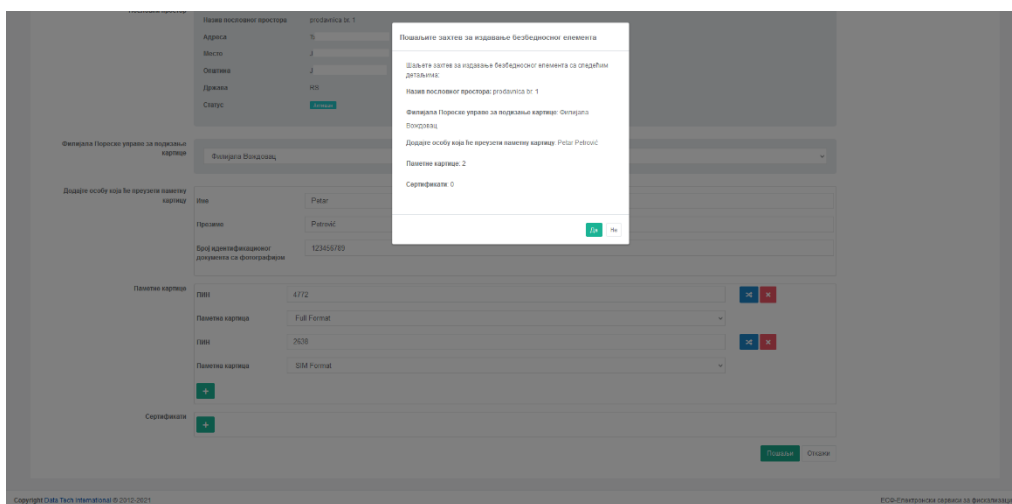 Назив пословног простора prodavnica br. 1
Адреса
Место
Општина
Држава RS
Статус
Пошаљите захтев за издавање безбедносног елемента
Шаљете захтев за издавање безбедносног елемента са следећим
детаљима:
Назив пословног простора: prodavnica br. 1
Филијала Пореске управе за подизање картице: Филијала
Вождовац
Додајте особу која ће преузети паметну картицу: Petar Petrović
Паметне картице: 2
Сертификати: 0
Да Не
Филијала Пореске управе за подизање
картице
Филијала Вождовац
Додајте особу која ће преузети паметну
картицу
Име Petar
Презиме Petrović
Број идентификационог
документа са фотографијом
123456789
Паметне картице
ПИН 4772
Паметна картица Full Format
ПИН
Паметна картица SIM Format
+
Сертификати
+
Пошаљи Откажи
Copyright Data Tech International © 2012-2021
ЕСФ-Електронски сервиси за фискализацију